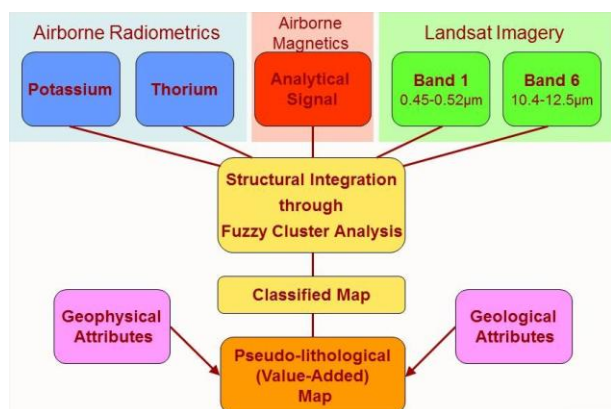 Airborne Radiometrics
Airborne
Magnetics
Landsat Imagery
Potassium
Thorium
Analytical
Signal
Band 1
0.45-0.52µm
Band 6
10.4-12.5µm
Structural Integration
through
Fuzzy Cluster Analysis
Classified Map
Geophysical
Attributes
Geological
Attributes
Pseudo-lithological
(Value-Added)
Map